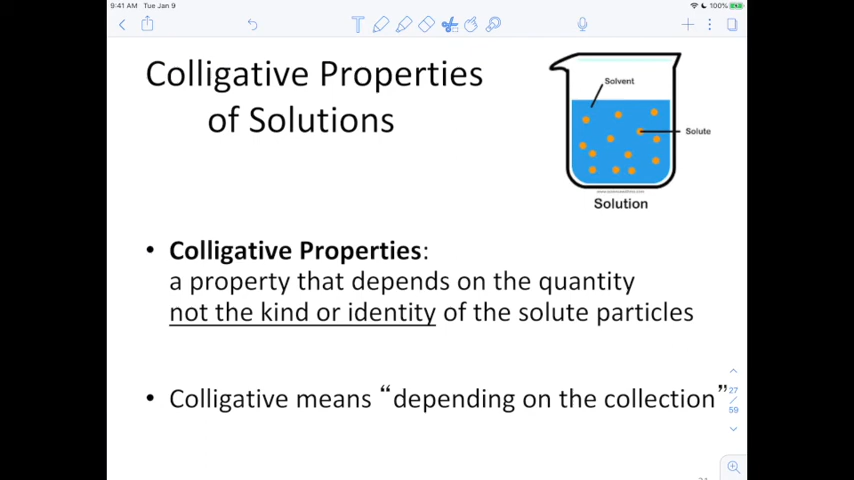 9:41 AM Tue Jan 9
100%
Colligative Properties
of Solutions
Solvent
Solute
Solution
• Colligative Properties:
a property that depends on the quantity
not the kind or identity of the solute particles
• Colligative means “depending on the collection”
27
/
59